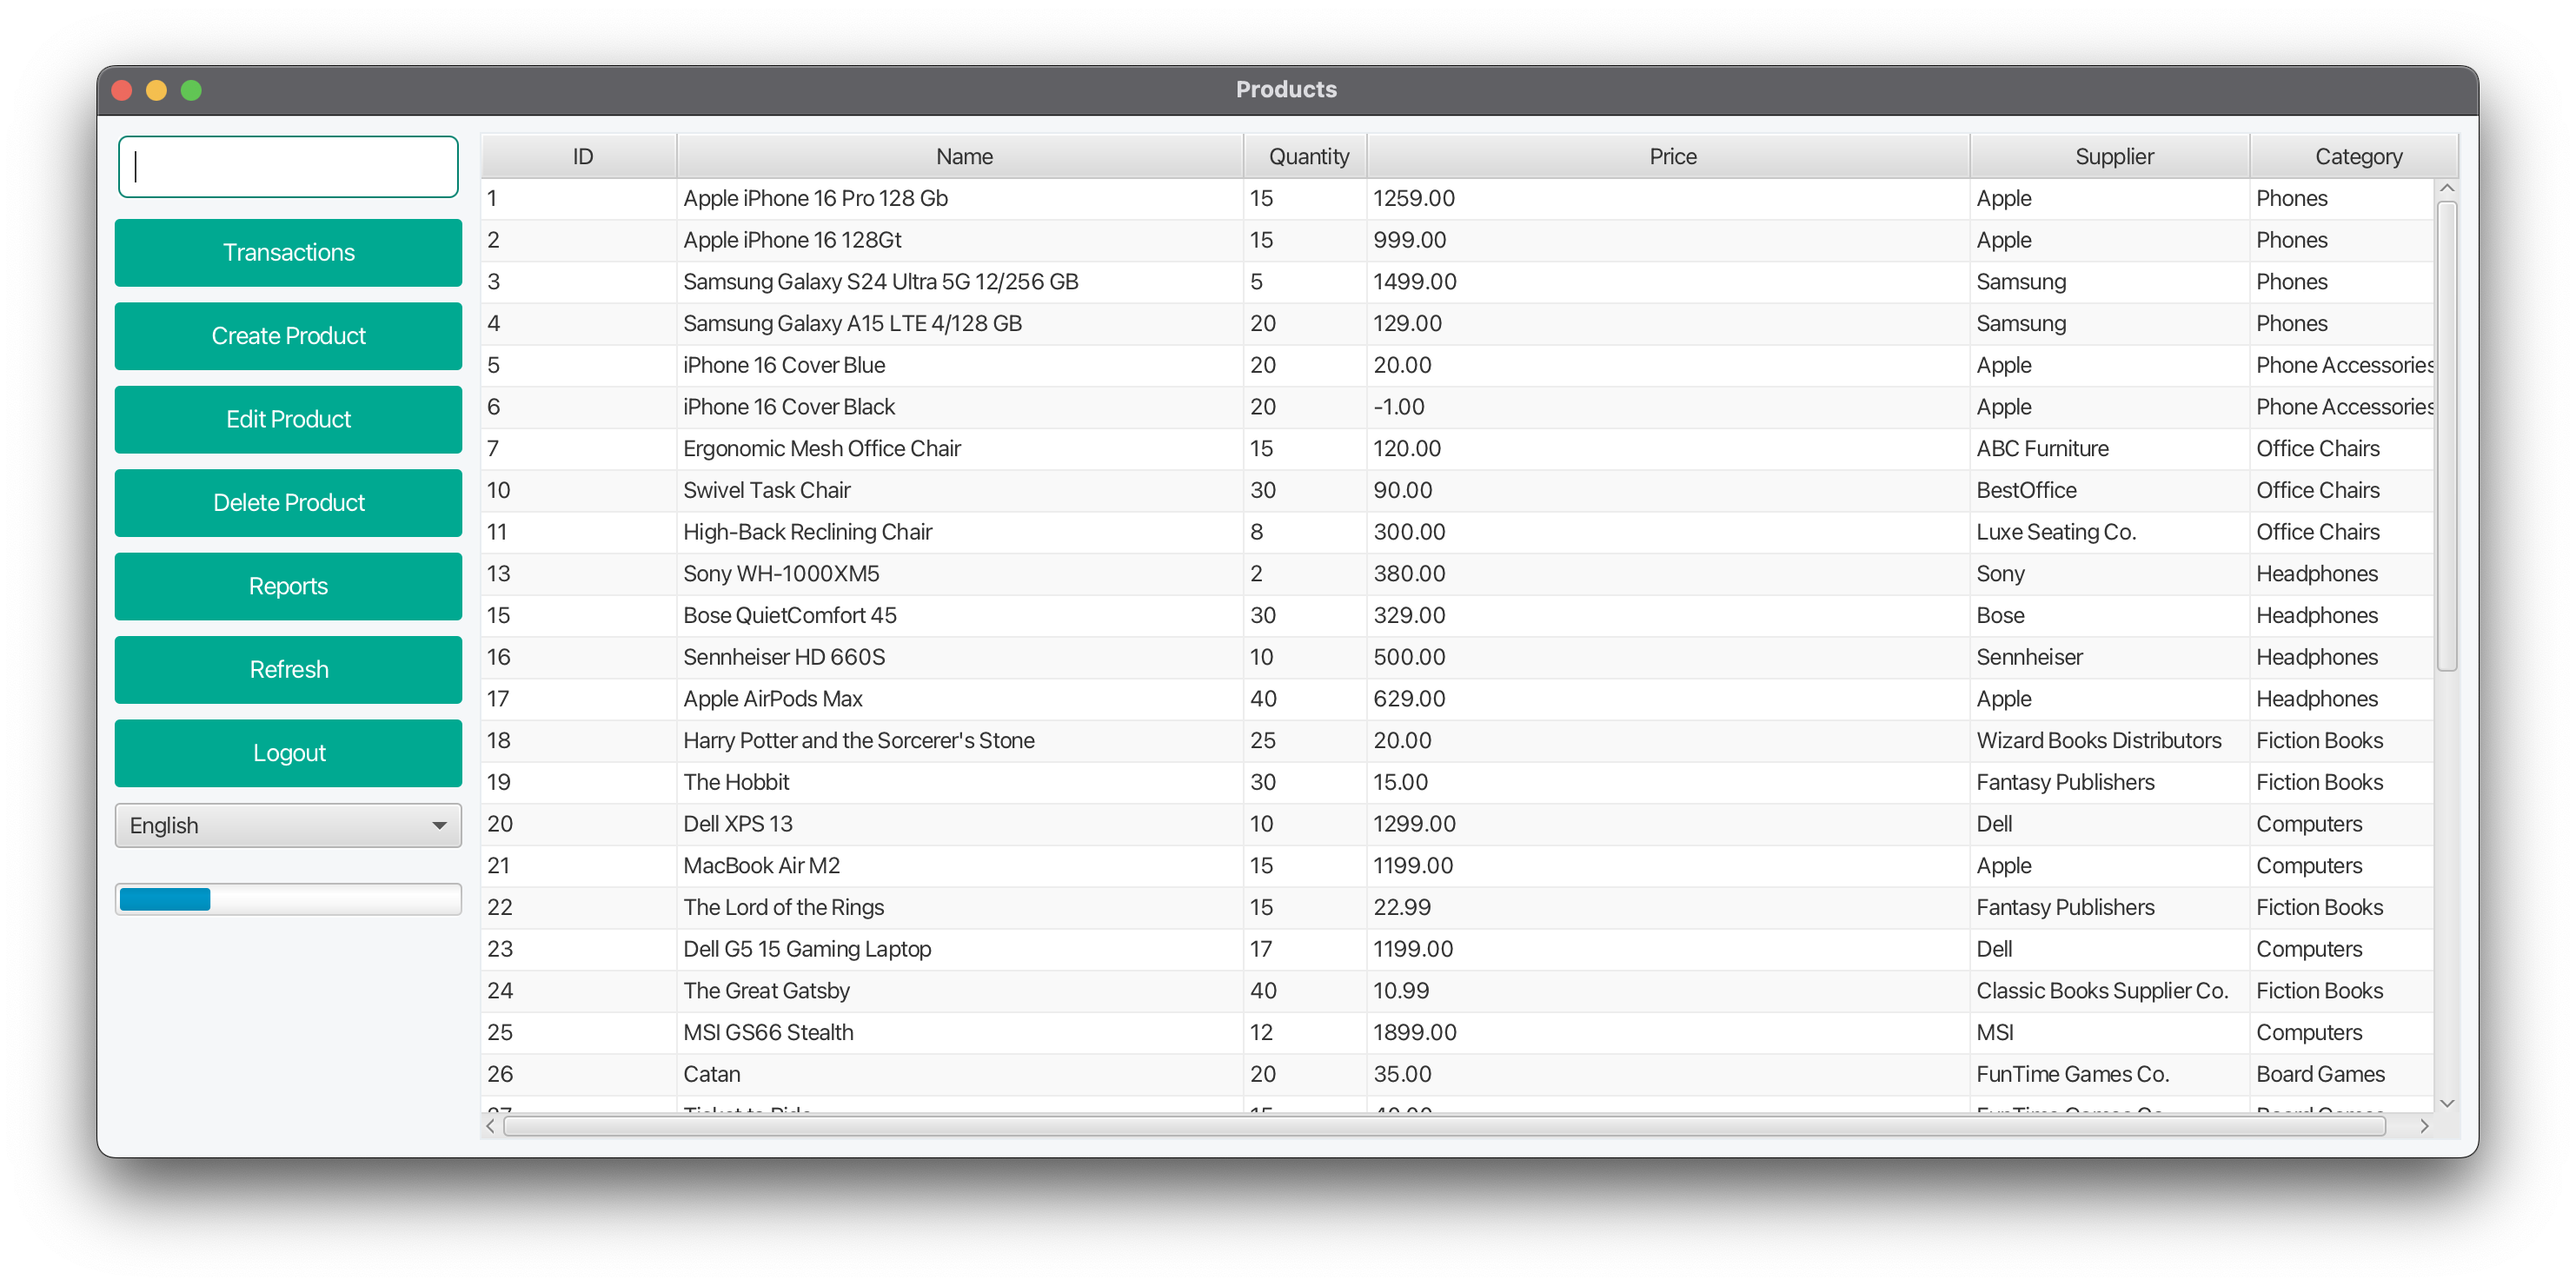 Products
Transactions
Create Product
Edit Product
Delete Product
Reports
Refresh
Logout
English
ID Name Quantity Price Supplier Category
1 Apple iPhone 16 Pro 128 Gb 15 1259.00 Apple Phones
2 Apple iPhone 16 128Gt 15 999.00 Apple Phones
3 Samsung Galaxy S24 Ultra 5G 12/256 GB 5 1499.00 Samsung Phones
4 Samsung Galaxy A15 LTE 4/128 GB 20 129.00 Samsung Phones
5 iPhone 16 Cover Blue 20 20.00 Apple Phone Accessories
6 iPhone 16 Cover Black 20 -1.00 Apple Phone Accessories
7 Ergonomic Mesh Office Chair 15 120.00 ABC Furniture Office Chairs
10 Swivel Task Chair 30 90.00 BestOffice Office Chairs
11 High-Back Reclining Chair 8 300.00 Luxe Seating Co. Office Chairs
13 Sony WH-1000XM5 2 380.00 Sony Headphones
15 Bose QuietComfort 45 30 329.00 Bose Headphones
16 Sennheiser HD 660S 10 500.00 Sennheiser Headphones
17 Apple AirPods Max 40 629.00 Apple Headphones
18 Harry Potter and the Sorcerer's Stone 25 20.00 Wizard Books Distributors Fiction Books
19 The Hobbit 30 15.00 Fantasy Publishers Fiction Books
20 Dell XPS 13 10 1299.00 Dell Computers
21 MacBook Air M2 15 1199.00 Apple Computers
22 The Lord of the Rings 15 22.99 Fantasy Publishers Fiction Books
23 Dell G5 15 Gaming Laptop 17 1199.00 Dell Computers
24 The Great Gatsby 40 10.99 Classic Books Supplier Co. Fiction Books
25 MSI GS66 Stealth 12 1899.00 MSI Computers
26 Catan 20 35.00 FunTime Games Co. Board Games